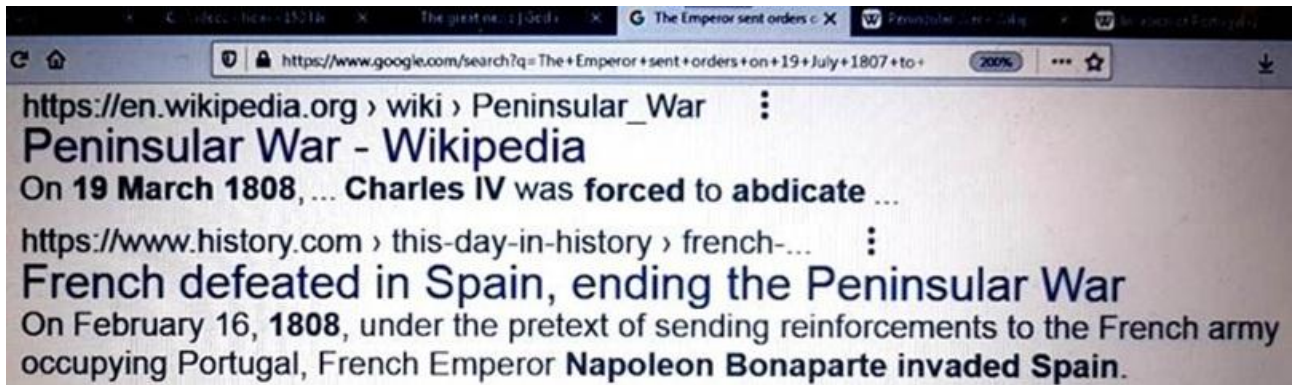 The Emperor sent orders c
https://www.google.com/search?q=The+Emperor+sent+orders+on+19+July+1807+to+ 200%
https://en.wikipedia.org › wiki › Peninsular_War
Peninsular War - Wikipedia
On 19 March 1808, ... Charles IV was forced to abdicate ...
https://www.history.com › this-day-in-history › french-...
French defeated in Spain, ending the Peninsular War
On February 16, 1808, under the pretext of sending reinforcements to the French army
occupying Portugal, French Emperor Napoleon Bonaparte invaded Spain.